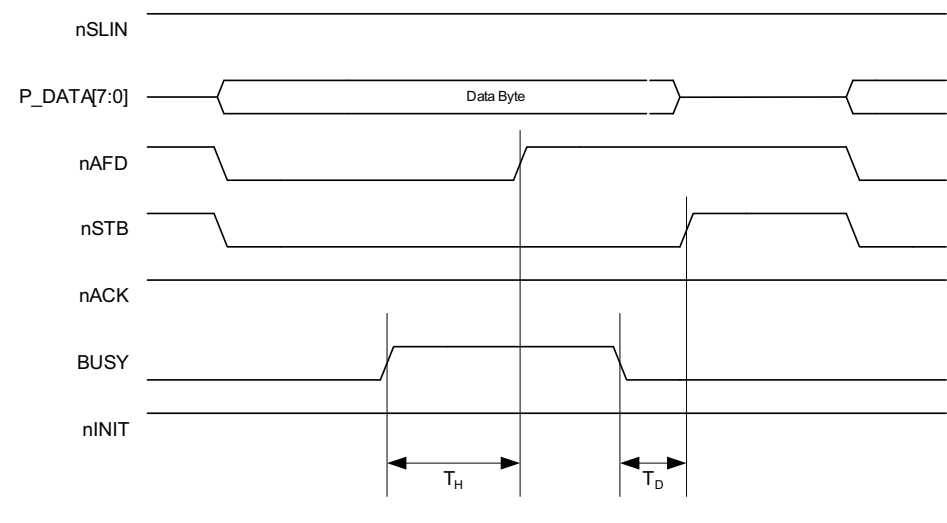 nSLIN
P_DATA[7:0]
Data Byte
nAFD
nSTB
nACK
BUSY
nINIT
TH
TD